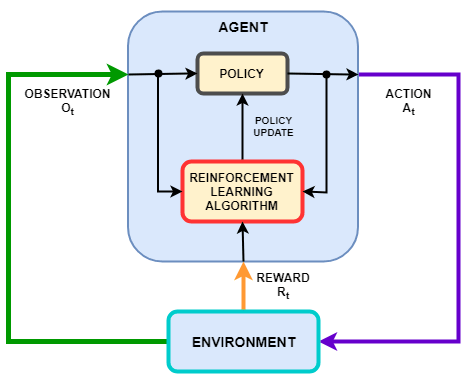 AGENT
POLICY
OBSERVATION
Ot
ACTION
At
POLICY
UPDATE
REINFORCEMENT
LEARNING
ALGORITHM
REWARD
Rt
ENVIRONMENT